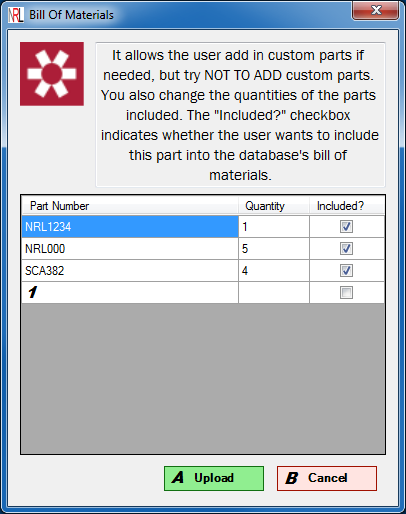 NRL Bill Of Materials
It allows the user add in custom parts if
needed, but try NOT TO ADD custom parts.
You also change the quantities of the parts
included. The "Included?" checkbox
indicates whether the user wants to include
this part into the database's bill of
materials.
Part Number Quantity Included?
NRL1234 1
NRL000 5
SCA382 4
1
A Upload B Cancel